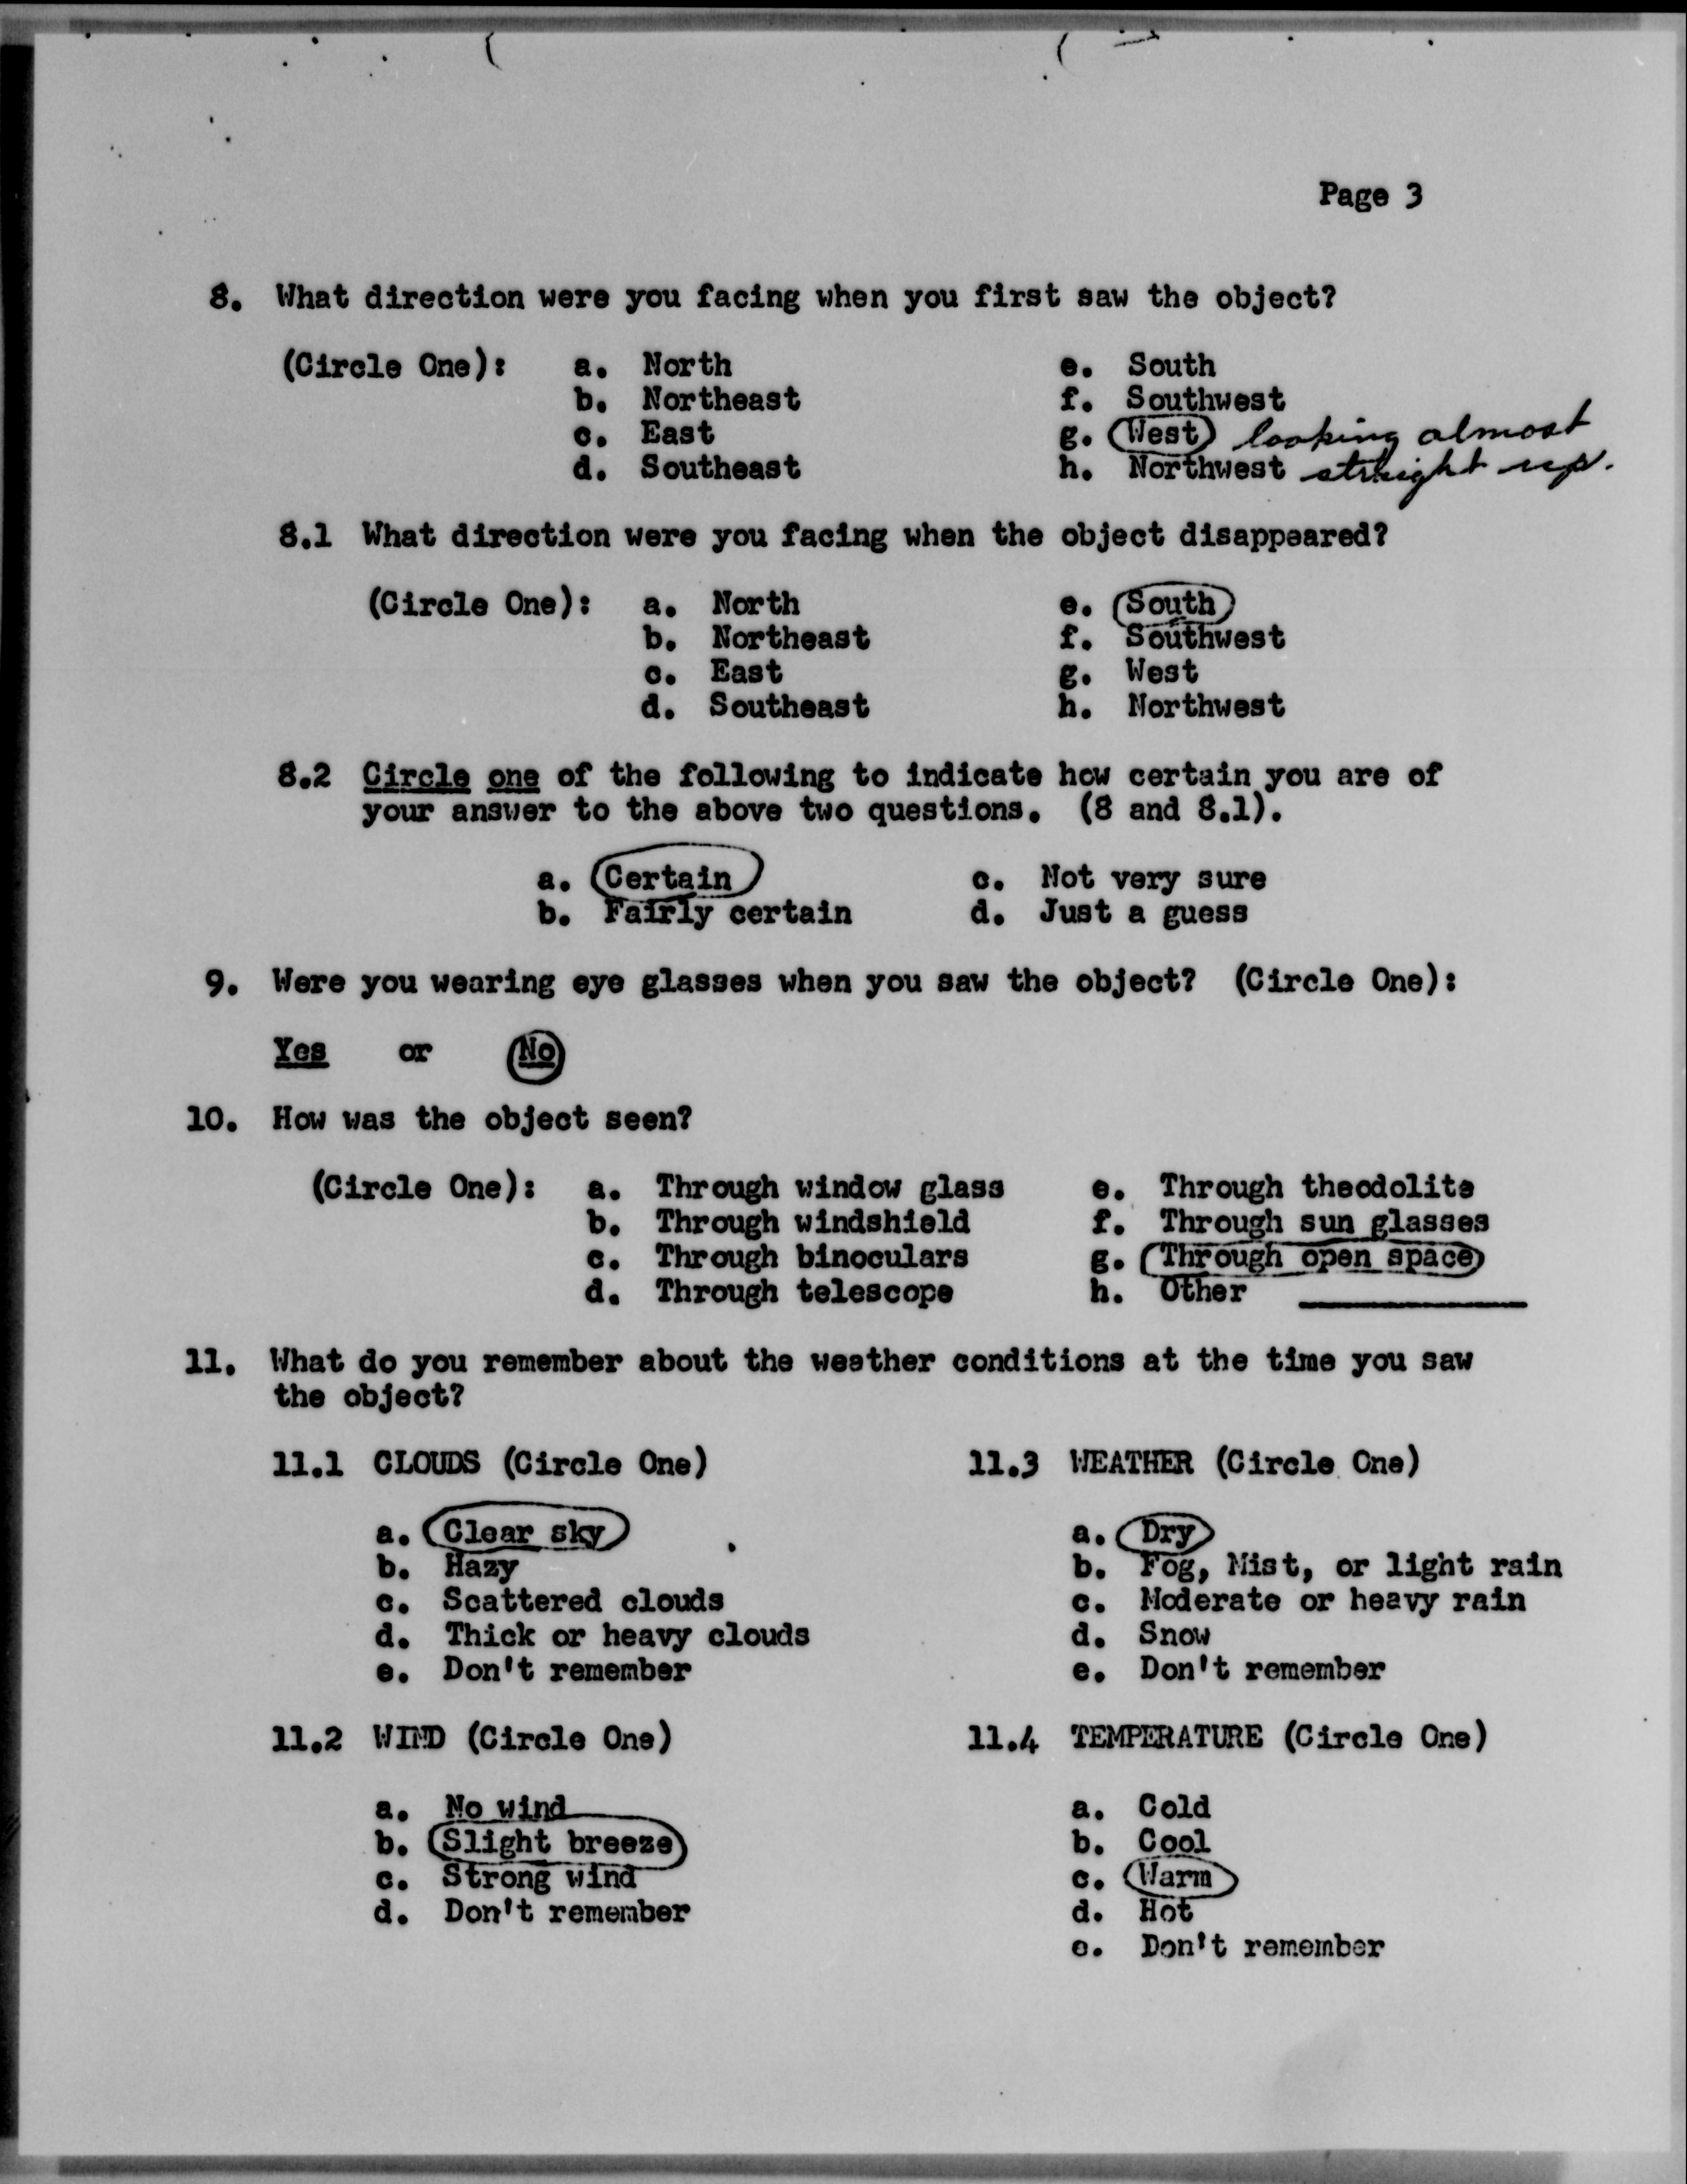 Page 3
8. What direction were you facing when you first saw the object?
(Circle One): a. North e. South
b. Northeast f. Southwest
c. East g. West looking almost
d. Southeast h. Northwest straight up.
8.1 What direction were you facing when the object disappeared?
(Circle One): a. North e. South
b. Northeast f. Southwest
c. East g. West
d. Southeast h. Northwest
8.2 Circle one of the following to indicate how certain you are of
your answer to the above two questions. (8 and 8.1).
a. Certain c. Not very sure
b. Fairly certain d. Just a guess
9. Were you wearing eye glasses when you saw the object? (Circle One):
Yes or No
10. How was the object seen?
(Circle One): a. Through window glass e. Through theodolite
b. Through windshield f. Through sun glasses
c. Through binoculars g. Through open space
d. Through telescope h. Other
11. What do you remember about the weather conditions at the time you saw
the object?
11.1 CLOUDS (Circle One) 11.3 WEATHER (Circle One)
a. Clear sky a. Dry
b. Hazy b. Fog, Mist, or light rain
c. Scattered clouds c. Moderate or heavy rain
d. Thick or heavy clouds d. Snow
e. Don't remember e. Don't remember
11.2 WIND (Circle One) 11.4 TEMPERATURE (Circle One)
a. No wind a. Cold
b. Slight breeze b. Cool
c. Strong wind c. Warm
d. Don't remember d. Hot
e. Don't remember